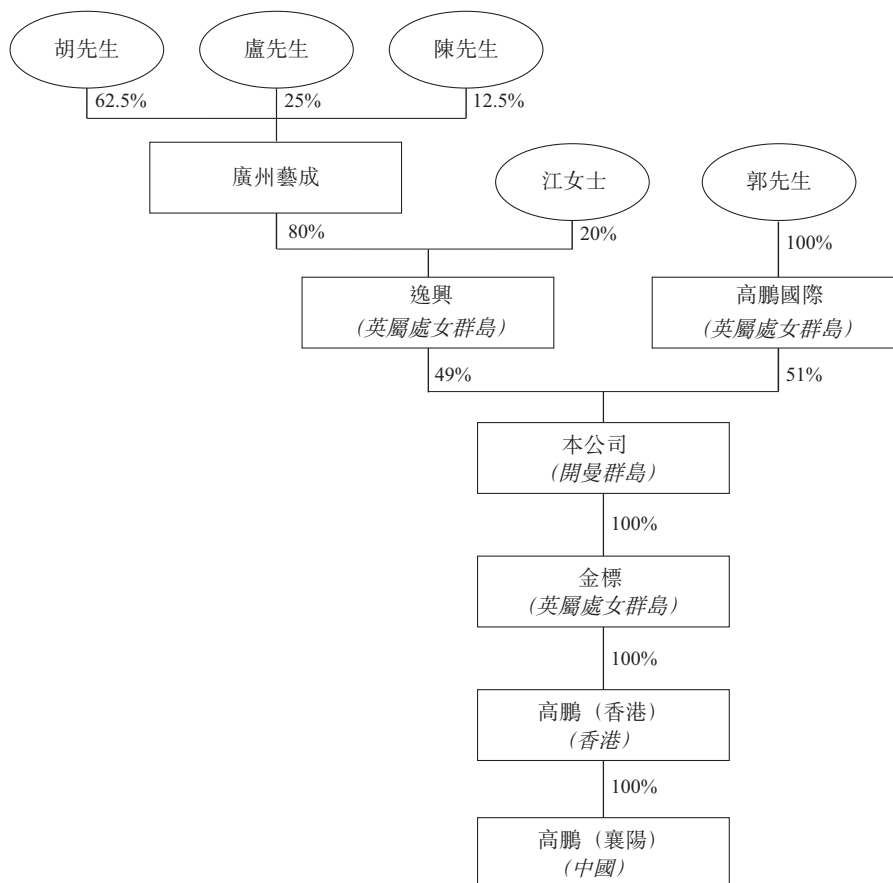 胡先生
盧先生
陳先生
62.5%
25%
12.5%
廣州藝成
江女士
郭先生
80%
20%
100%
逸興
(英屬處女群島)
高鵬國際
(英屬處女群島)
49%
51%
本公司
(開曼群島)
100%
金標
(英屬處女群島)
100%
高鵬（香港）
(香港)
100%
高鵬（襄陽）
(中國)